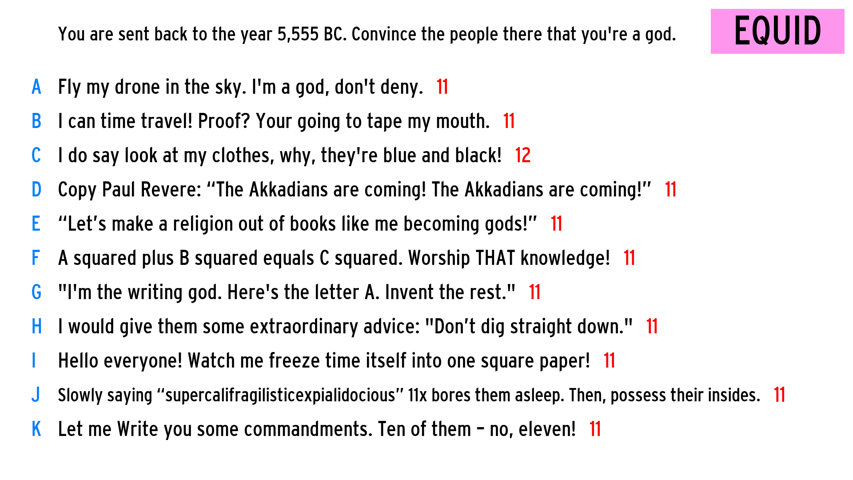 You are sent back to the year 5,555 BC. Convince the people there that you're a god.
EQUID
A Fly my drone in the sky. I'm a god, don't deny. 11
B I can time travel! Proof? Your going to tape my mouth. 11
C I do say look at my clothes, why, they're blue and black! 12
D Copy Paul Revere: “The Akkadians are coming! The Akkadians are coming!” 11
E “Let’s make a religion out of books like me becoming gods!” 11
F A squared plus B squared equals C squared. Worship THAT knowledge! 11
G "I'm the writing god. Here's the letter A. Invent the rest." 11
H I would give them some extraordinary advice: "Don’t dig straight down." 11
I Hello everyone! Watch me freeze time itself into one square paper! 11
J Slowly saying “supercalifragilisticexpialidocious” 11x bores them asleep. Then, possess their insides. 11
K Let me Write you some commandments. Ten of them – no, eleven! 11